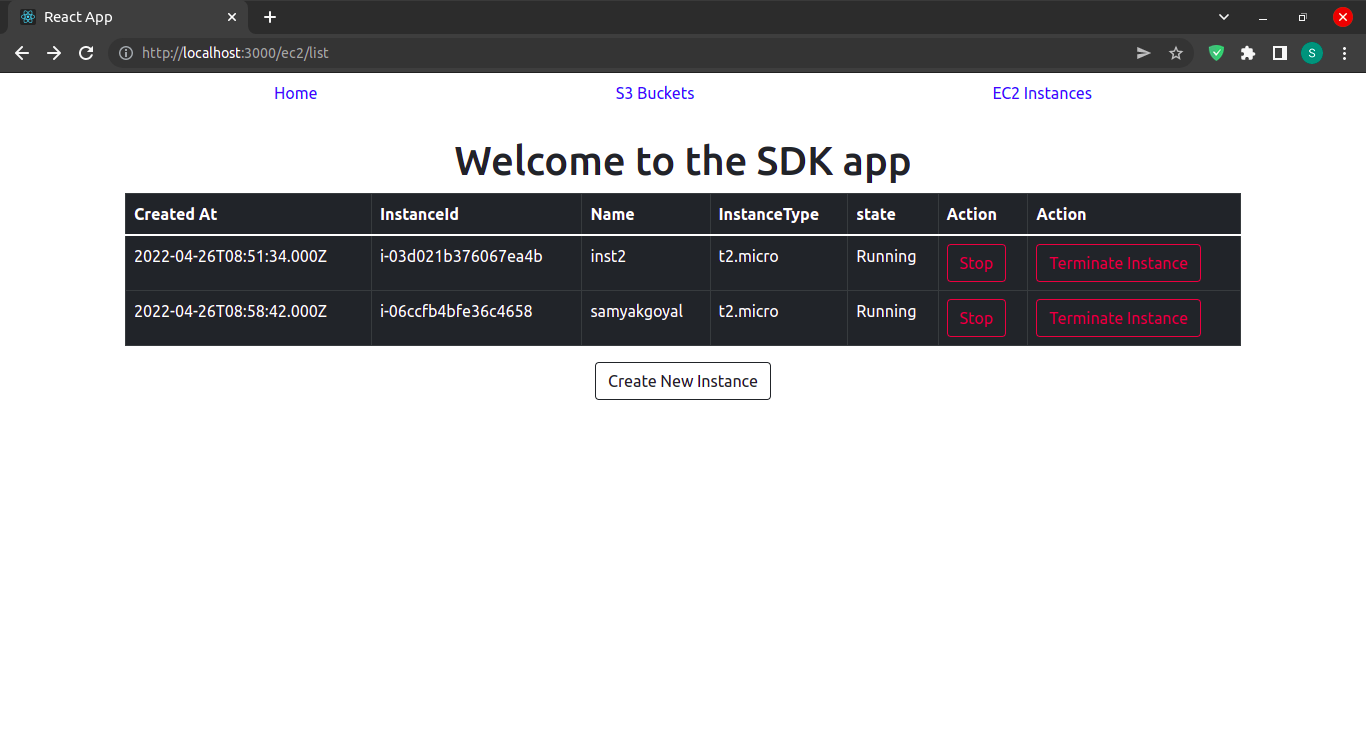 React App
http://localhost:3000/ec2/list
S
Home S3 Buckets EC2 Instances
Welcome to the SDK app
Created At InstanceId Name InstanceType state Action Action
2022-04-26T08:51:34.000Z i-03d021b376067ea4b inst2 t2.micro Running Stop Terminate Instance
2022-04-26T08:58:42.000Z i-06ccfb4bfe36c4658 samyakgoyal t2.micro Running Stop Terminate Instance
Create New Instance